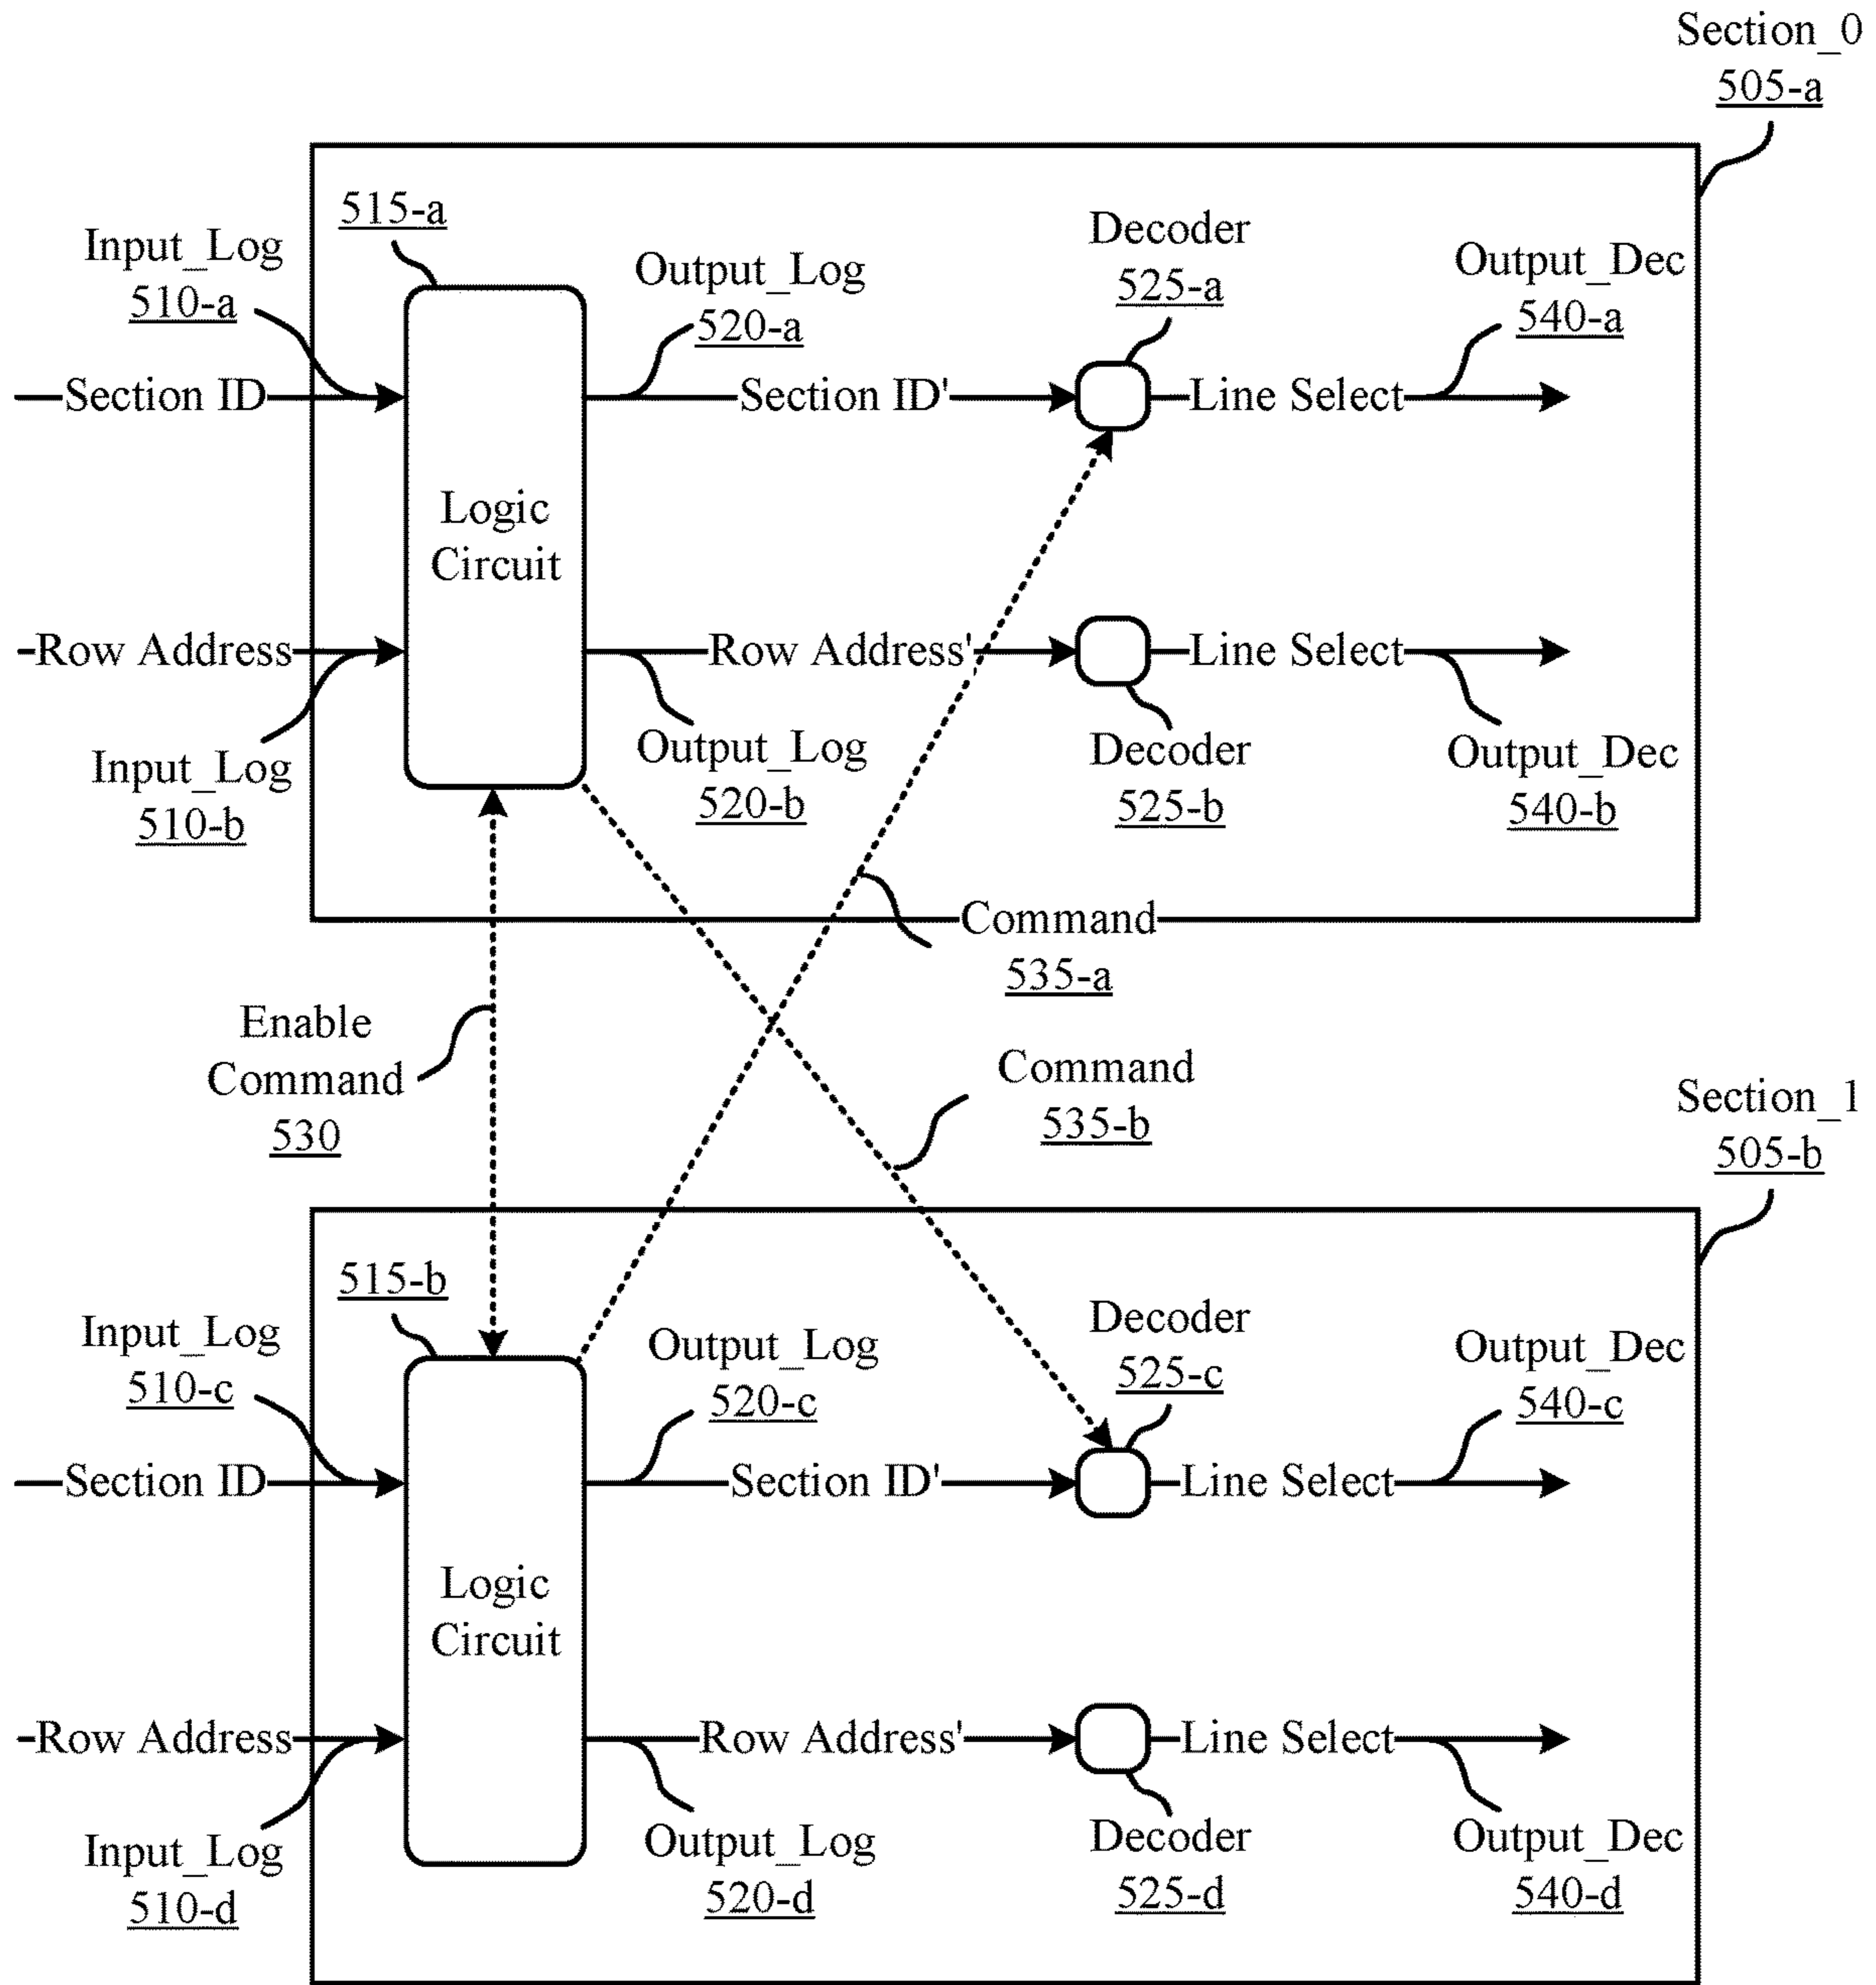 Section_0
505-a
515-a
Input_Log
510-a
Output_Log
520-a
Decoder
525-a
Output_Dec
540-a
Section ID
Section ID'
Line Select
Logic
Circuit
Row Address
Row Address'
Line Select
Input_Log
510-b
Output_Log
520-b
Decoder
525-b
Output_Dec
540-b
Command
535-a
Enable
Command
530
Command
535-b
Section_1
505-b
515-b
Input_Log
510-c
Output_Log
520-c
Decoder
525-c
Output_Dec
540-c
Section ID
Section ID'
Line Select
Logic
Circuit
Row Address
Row Address'
Line Select
Input_Log
510-d
Output_Log
520-d
Decoder
525-d
Output_Dec
540-d